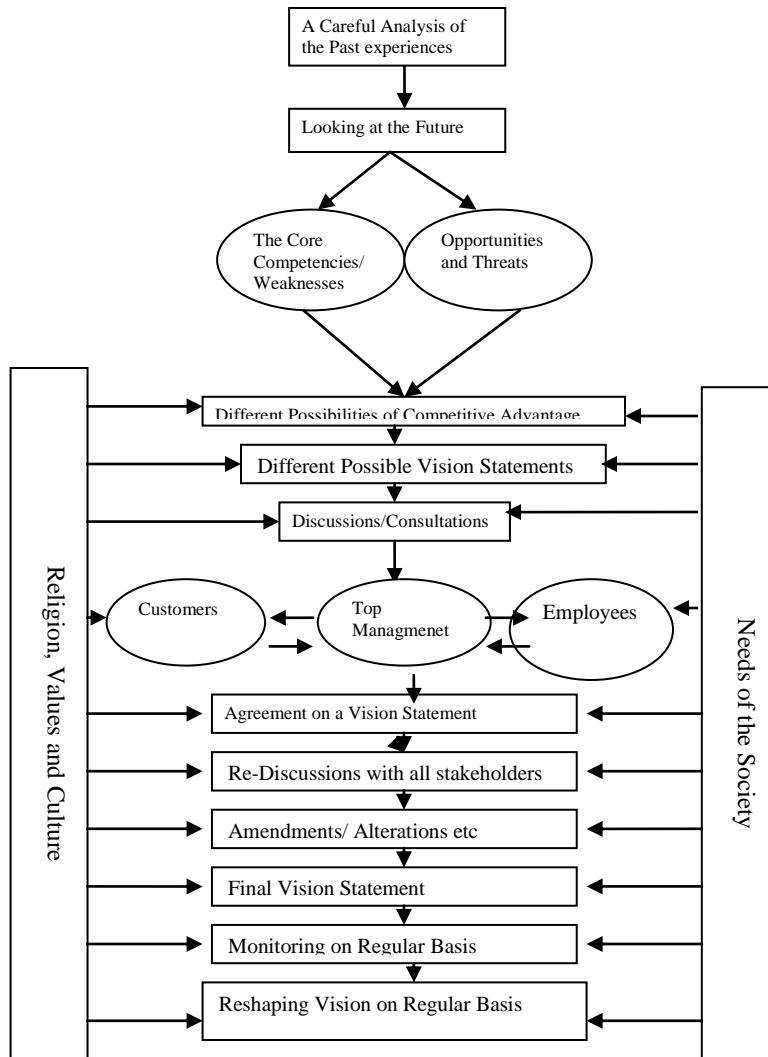 A Careful Analysis of
the Past experiences
Looking at the Future
The Core
Competencies/
Weaknesses
Opportunities
and Threats
Different Possibilities of Competitive Advantage.
Different Possible Vision Statements
Discussions/Consultations
Customers
Top
Managmenet
Employees
Agreement on a Vision Statement
Re-Discussions with all stakeholders
Amendments/ Alterations etc
Final Vision Statement
Monitoring on Regular Basis
Reshaping Vision on Regular Basis
Religion, Values and Culture
Needs of the Society